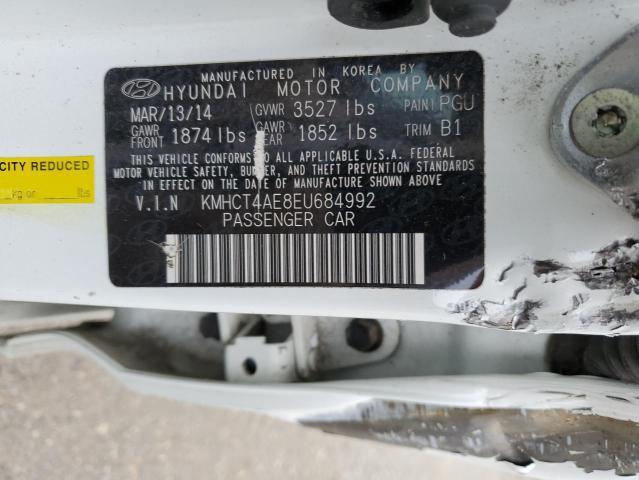 MANUFACTURED IN KOREA BY
HYUNDAI MOTOR COMPANY
MAR/13/14 GVWR 3527 lbs PAINT PGU
GAWR FRONT 1874 lbs GAWR REAR 1852 lbs TRIM B1
THIS VEHICLE CONFORMS TO ALL APPLICABLE U.S.A. FEDERAL
MOTOR VEHICLE SAFETY, BUMPER, AND THEFT PREVENTION STANDARDS
IN EFFECT ON THE DATE OF MANUFACTURE SHOWN ABOVE.
V.I.N KMHCT4AE8EU684992
PASSENGER CAR
CITY REDUCED
kg or lbs